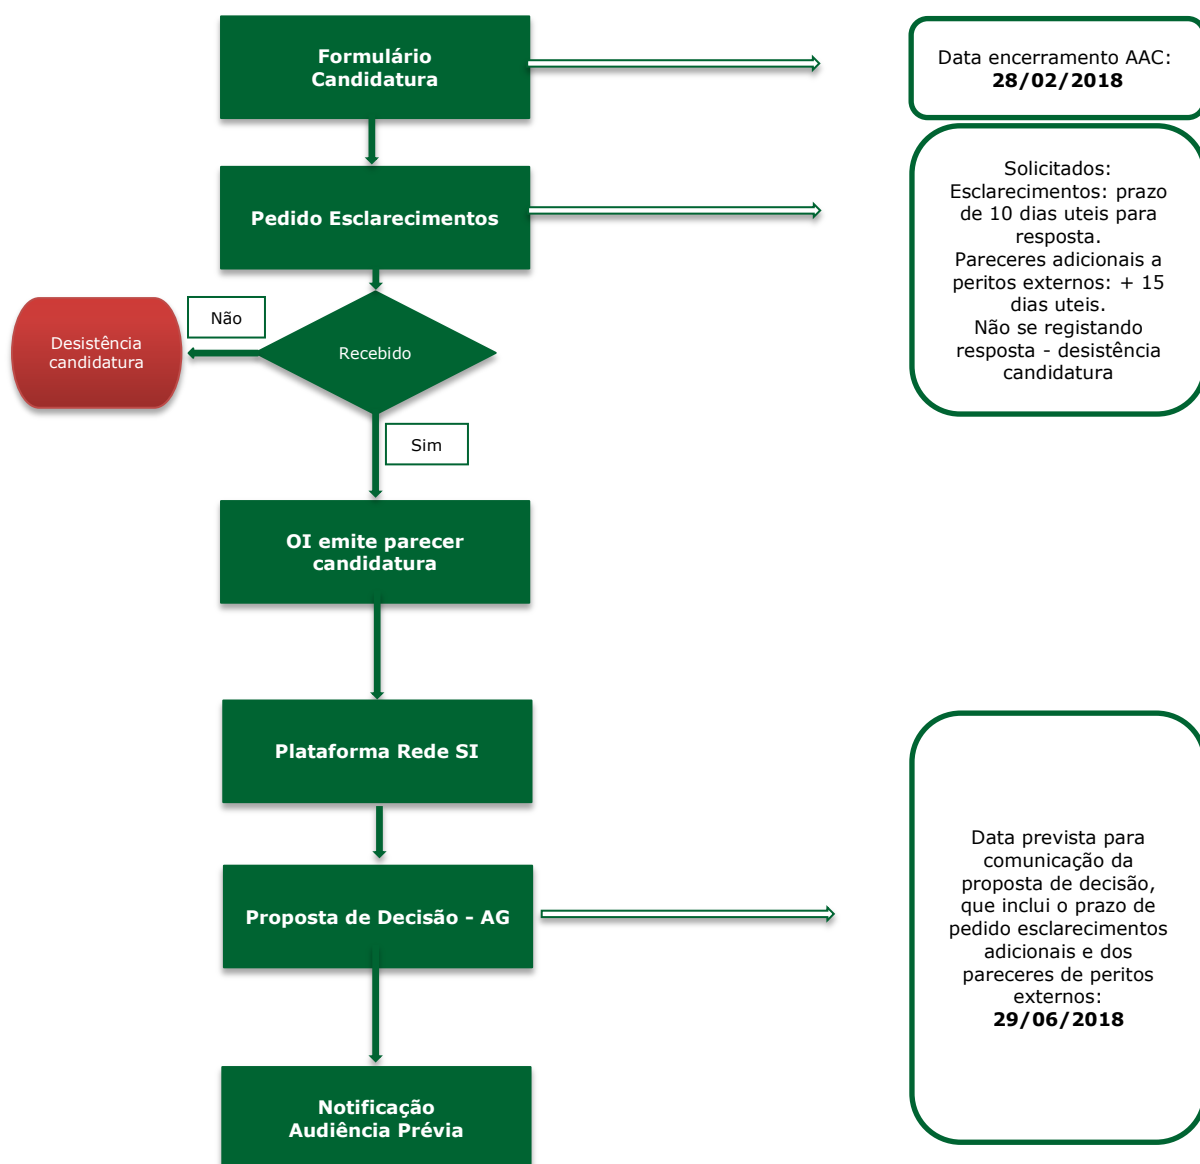 Formulário
Candidatura
Data encerramento AAC:
28/02/2018
Pedido Esclarecimentos
Solicitados:
Esclarecimentos: prazo
de 10 dias uteis para
resposta.
Pareceres adicionais a
peritos externos: + 15
dias uteis.
Não se registando
resposta - desistência
candidatura
Não
Desistência
candidatura
Recebido
Sim
OI emite parecer
candidatura
Plataforma Rede SI
Proposta de Decisão - AG
Data prevista para
comunicação da
proposta de decisão,
que inclui o prazo de
pedido esclarecimentos
adicionais e dos
pareceres de peritos
externos:
29/06/2018
Notificação
Audiência Prévia